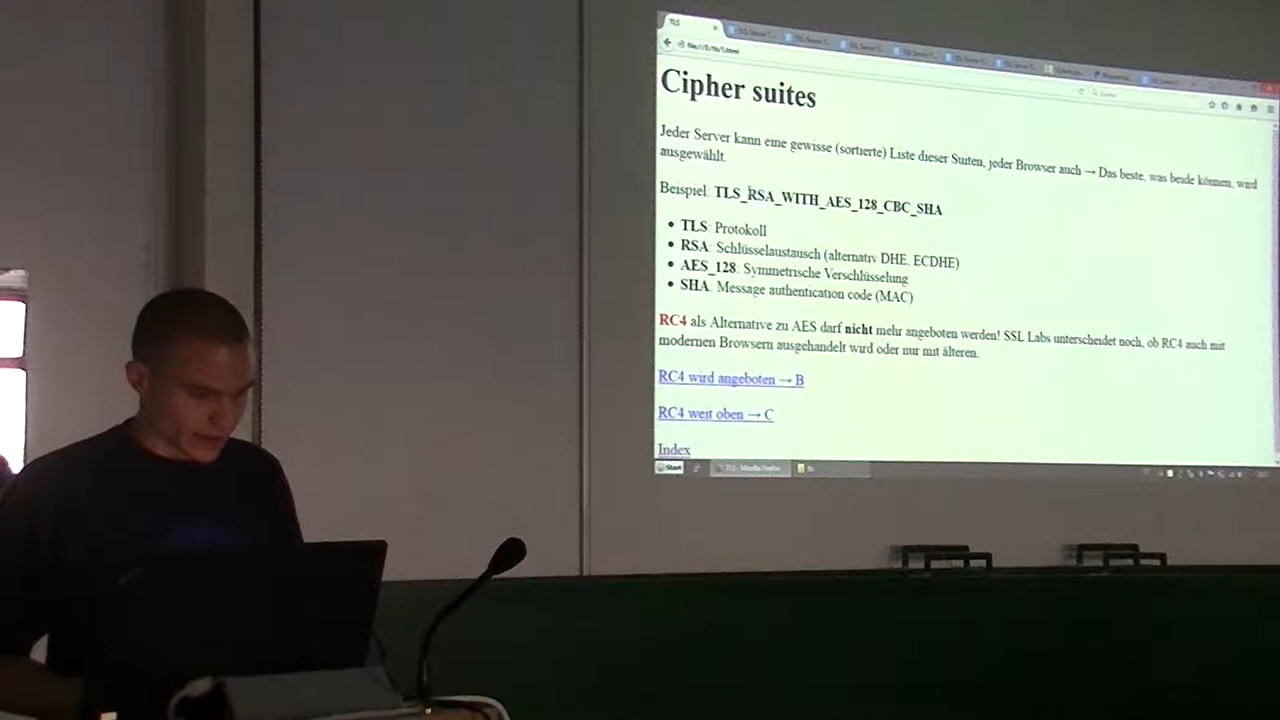 TLS
Cipher suites
Jeder Server kann eine gewisse (sortierte) Liste dieser Suiten, jeder Browser auch → Das beste, was beide können, wird
ausgewählt.
Beispiel: TLS_RSA_WITH_AES_128_CBC_SHA
• TLS: Protokoll
• RSA: Schlüsselaustausch (alternativ DHE, ECDHE)
• AES_128: Symmetrische Verschlüsselung
• SHA: Message authentication code (MAC)
RC4 als Alternative zu AES darf nicht mehr angeboten werden! SSL Labs unterscheidet noch, ob RC4 auch mit
modernen Browsern ausgehandelt wird oder nur mit älteren.
RC4 wird angeboten → B
RC4 weit oben → C
Index
Start